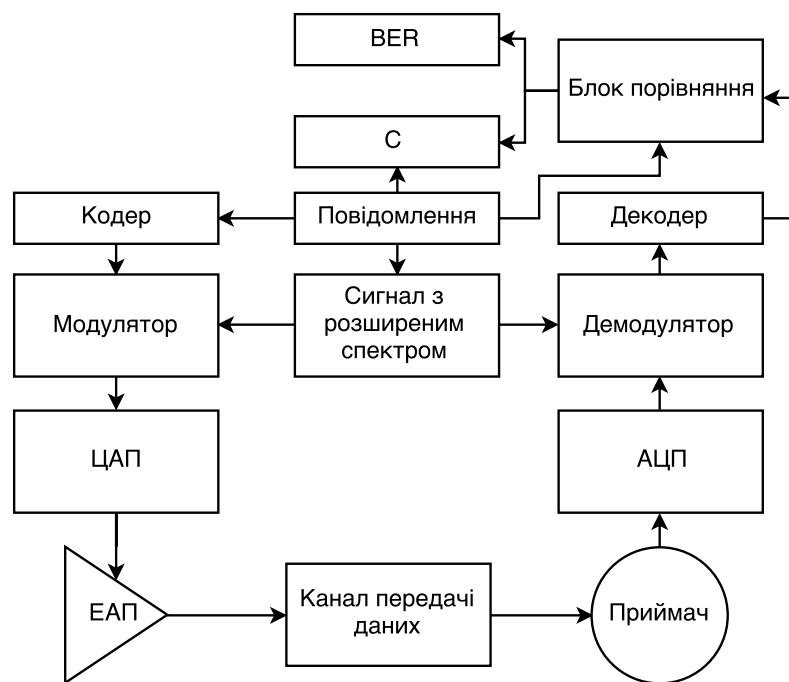 BER
Блок порівняння
C
Кодер
Повідомлення
Декодер
Модулятор
Сигнал з
розширеним
спектром
Демодулятор
ЦАП
АЦП
ЕАП
Канал передачі
даних
Приймач